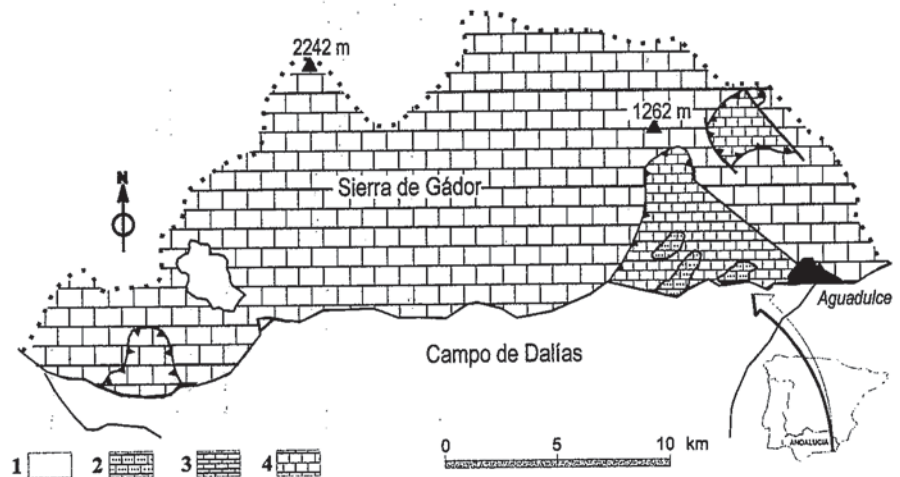 2242 m
1262 m
N
Sierra de Gádor
Aguadulce
Campo de Dalías
ANDALUCIA
0 5 10 km
1 2 3 4